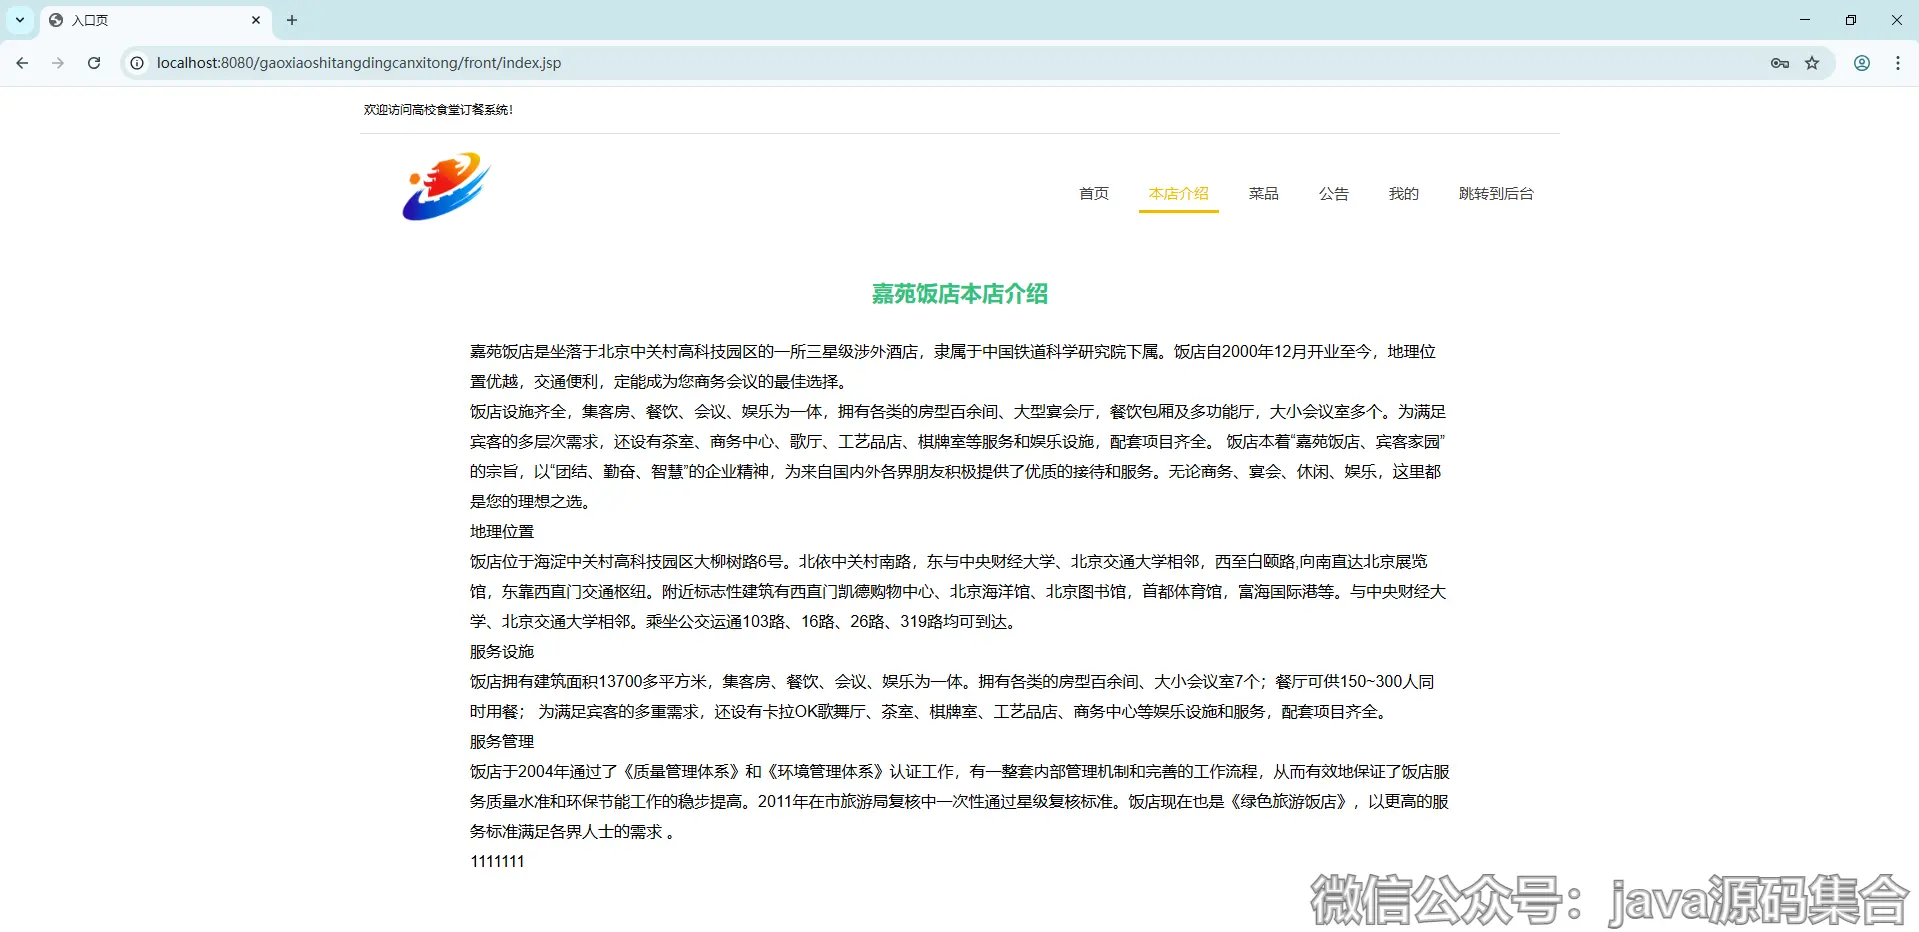 入口页
localhost:8080/gaoxiaoshitangdingcanxitong/front/index.jsp
欢迎访问高校食堂订餐系统!
首页 本店介绍 菜品 公告 我的 跳转到后台
嘉苑饭店本店介绍
嘉苑饭店是坐落于北京中关村高科技园区的一所三星级涉外酒店，隶属于中国铁道科学研究院下属。饭店自2000年12月开业至今，地理位
置优越，交通便利，定能成为您商务会议的最佳选择。
饭店设施齐全，集客房、餐饮、会议、娱乐为一体，拥有各类的房型百余间、大型宴会厅，餐饮包厢及多功能厅，大小会议室多个。为满足
宾客的多层次需求，还设有茶室、商务中心、歌厅、工艺品店、棋牌室等服务和娱乐设施，配套项目齐全。 饭店本着“嘉苑饭店、宾客家园”
的宗旨，以“团结、勤奋、智慧”的企业精神，为来自国内外各界朋友积极提供了优质的接待和服务。无论商务、宴会、休闲、娱乐，这里都
是您的理想之选。
地理位置
饭店位于海淀中关村高科技园区大柳树路6号。北依中关村南路，东与中央财经大学、北京交通大学相邻，西至白颐路,向南直达北京展览
馆，东靠西直门交通枢纽。附近标志性建筑有西直门凯德购物中心、北京海洋馆、北京图书馆，首都体育馆，富海国际港等。与中央财经大
学、北京交通大学相邻。乘坐公交运通103路、16路、26路、319路均可到达。
服务设施
饭店拥有建筑面积13700多平方米，集客房、餐饮、会议、娱乐为一体。拥有各类的房型百余间、大小会议室7个；餐厅可供150~300人同
时用餐； 为满足宾客的多重需求，还设有卡拉OK歌舞厅、茶室、棋牌室、工艺品店、商务中心等娱乐设施和服务，配套项目齐全。
服务管理
饭店于2004年通过了《质量管理体系》和《环境管理体系》认证工作，有一整套内部管理机制和完善的工作流程，从而有效地保证了饭店服
务质量水准和环保节能工作的稳步提高。2011年在市旅游局复核中一次性通过星级复核标准。饭店现在也是《绿色旅游饭店》，以更高的服
务标准满足各界人士的需求 。
1111111
微信公众号：java源码集合